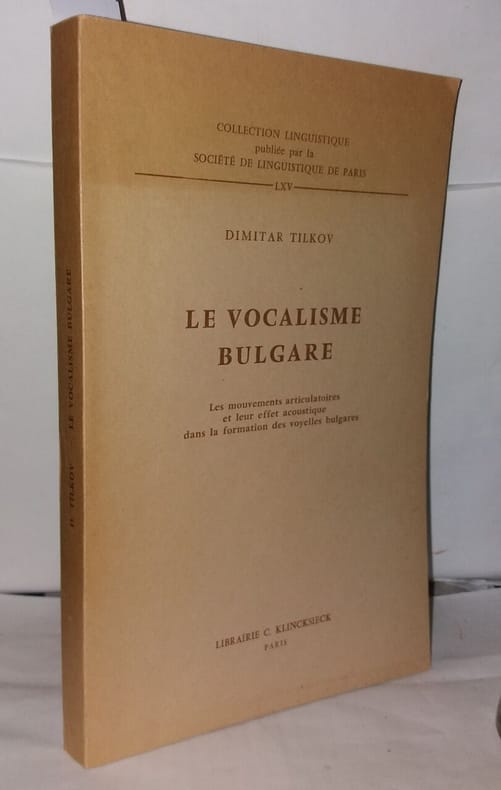 COLLECTION LINGUISTIQUE
publiée par la
SOCIÉTÉ DE LINGUISTIQUE DE PARIS
LXV
DIMITAR TILKOV
LE VOCALISME
BULGARE
Les mouvements articulatoires
et leur effet acoustique
dans la formation des voyelles bulgares
LIBRAIRIE C. KLINCKSIECK
PARIS
D. TILKOV LE VOCALISME BULGARE